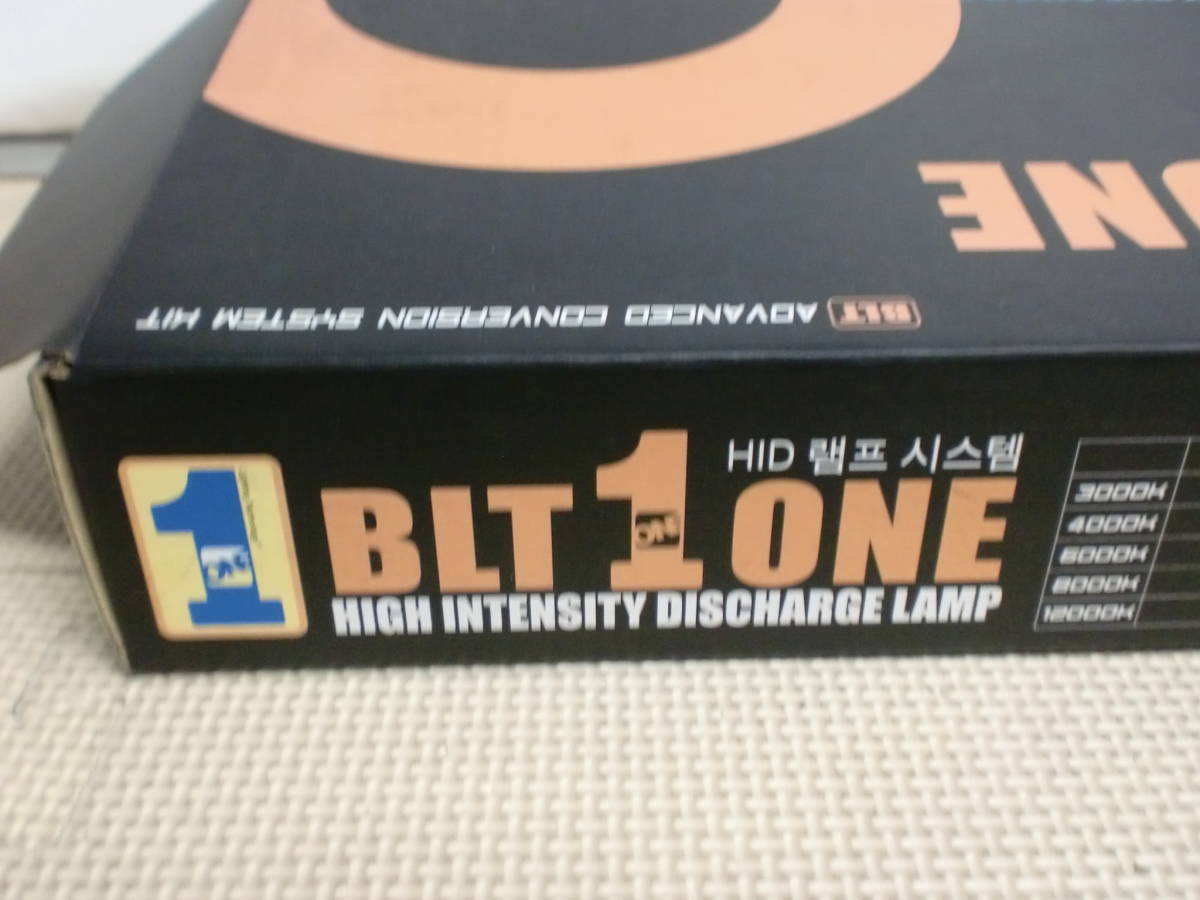 ONE
BLT ADVANCED CONVERSION SYSTEM KIT
HID 램프 시스템
1
BLT 1 ONE
HIGH INTENSITY DISCHARGE LAMP
3000K
4000K
6000K
8000K
12000K